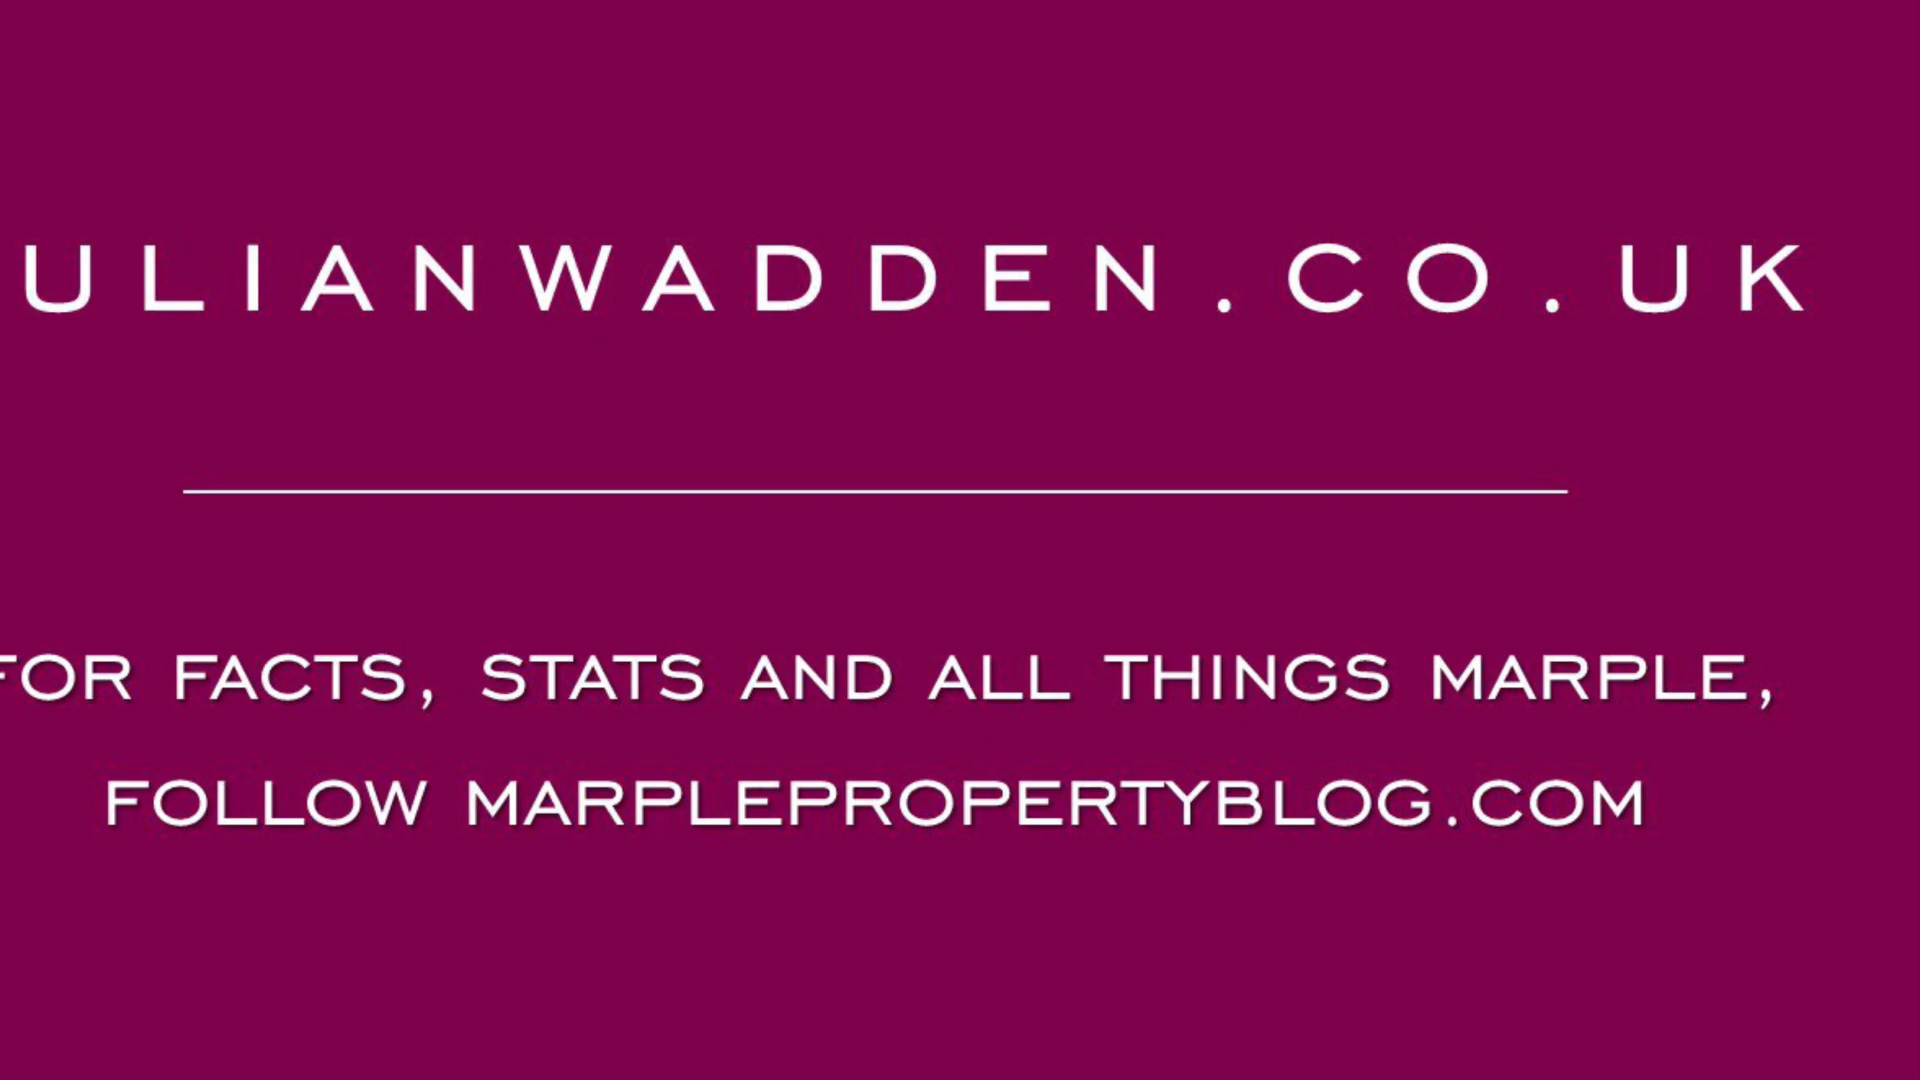 ULIANWADDEN.CO.UK
FOR FACTS, STATS AND ALL THINGS MARPLE,
FOLLOW MARPLEPROPERTYBLOG.COM